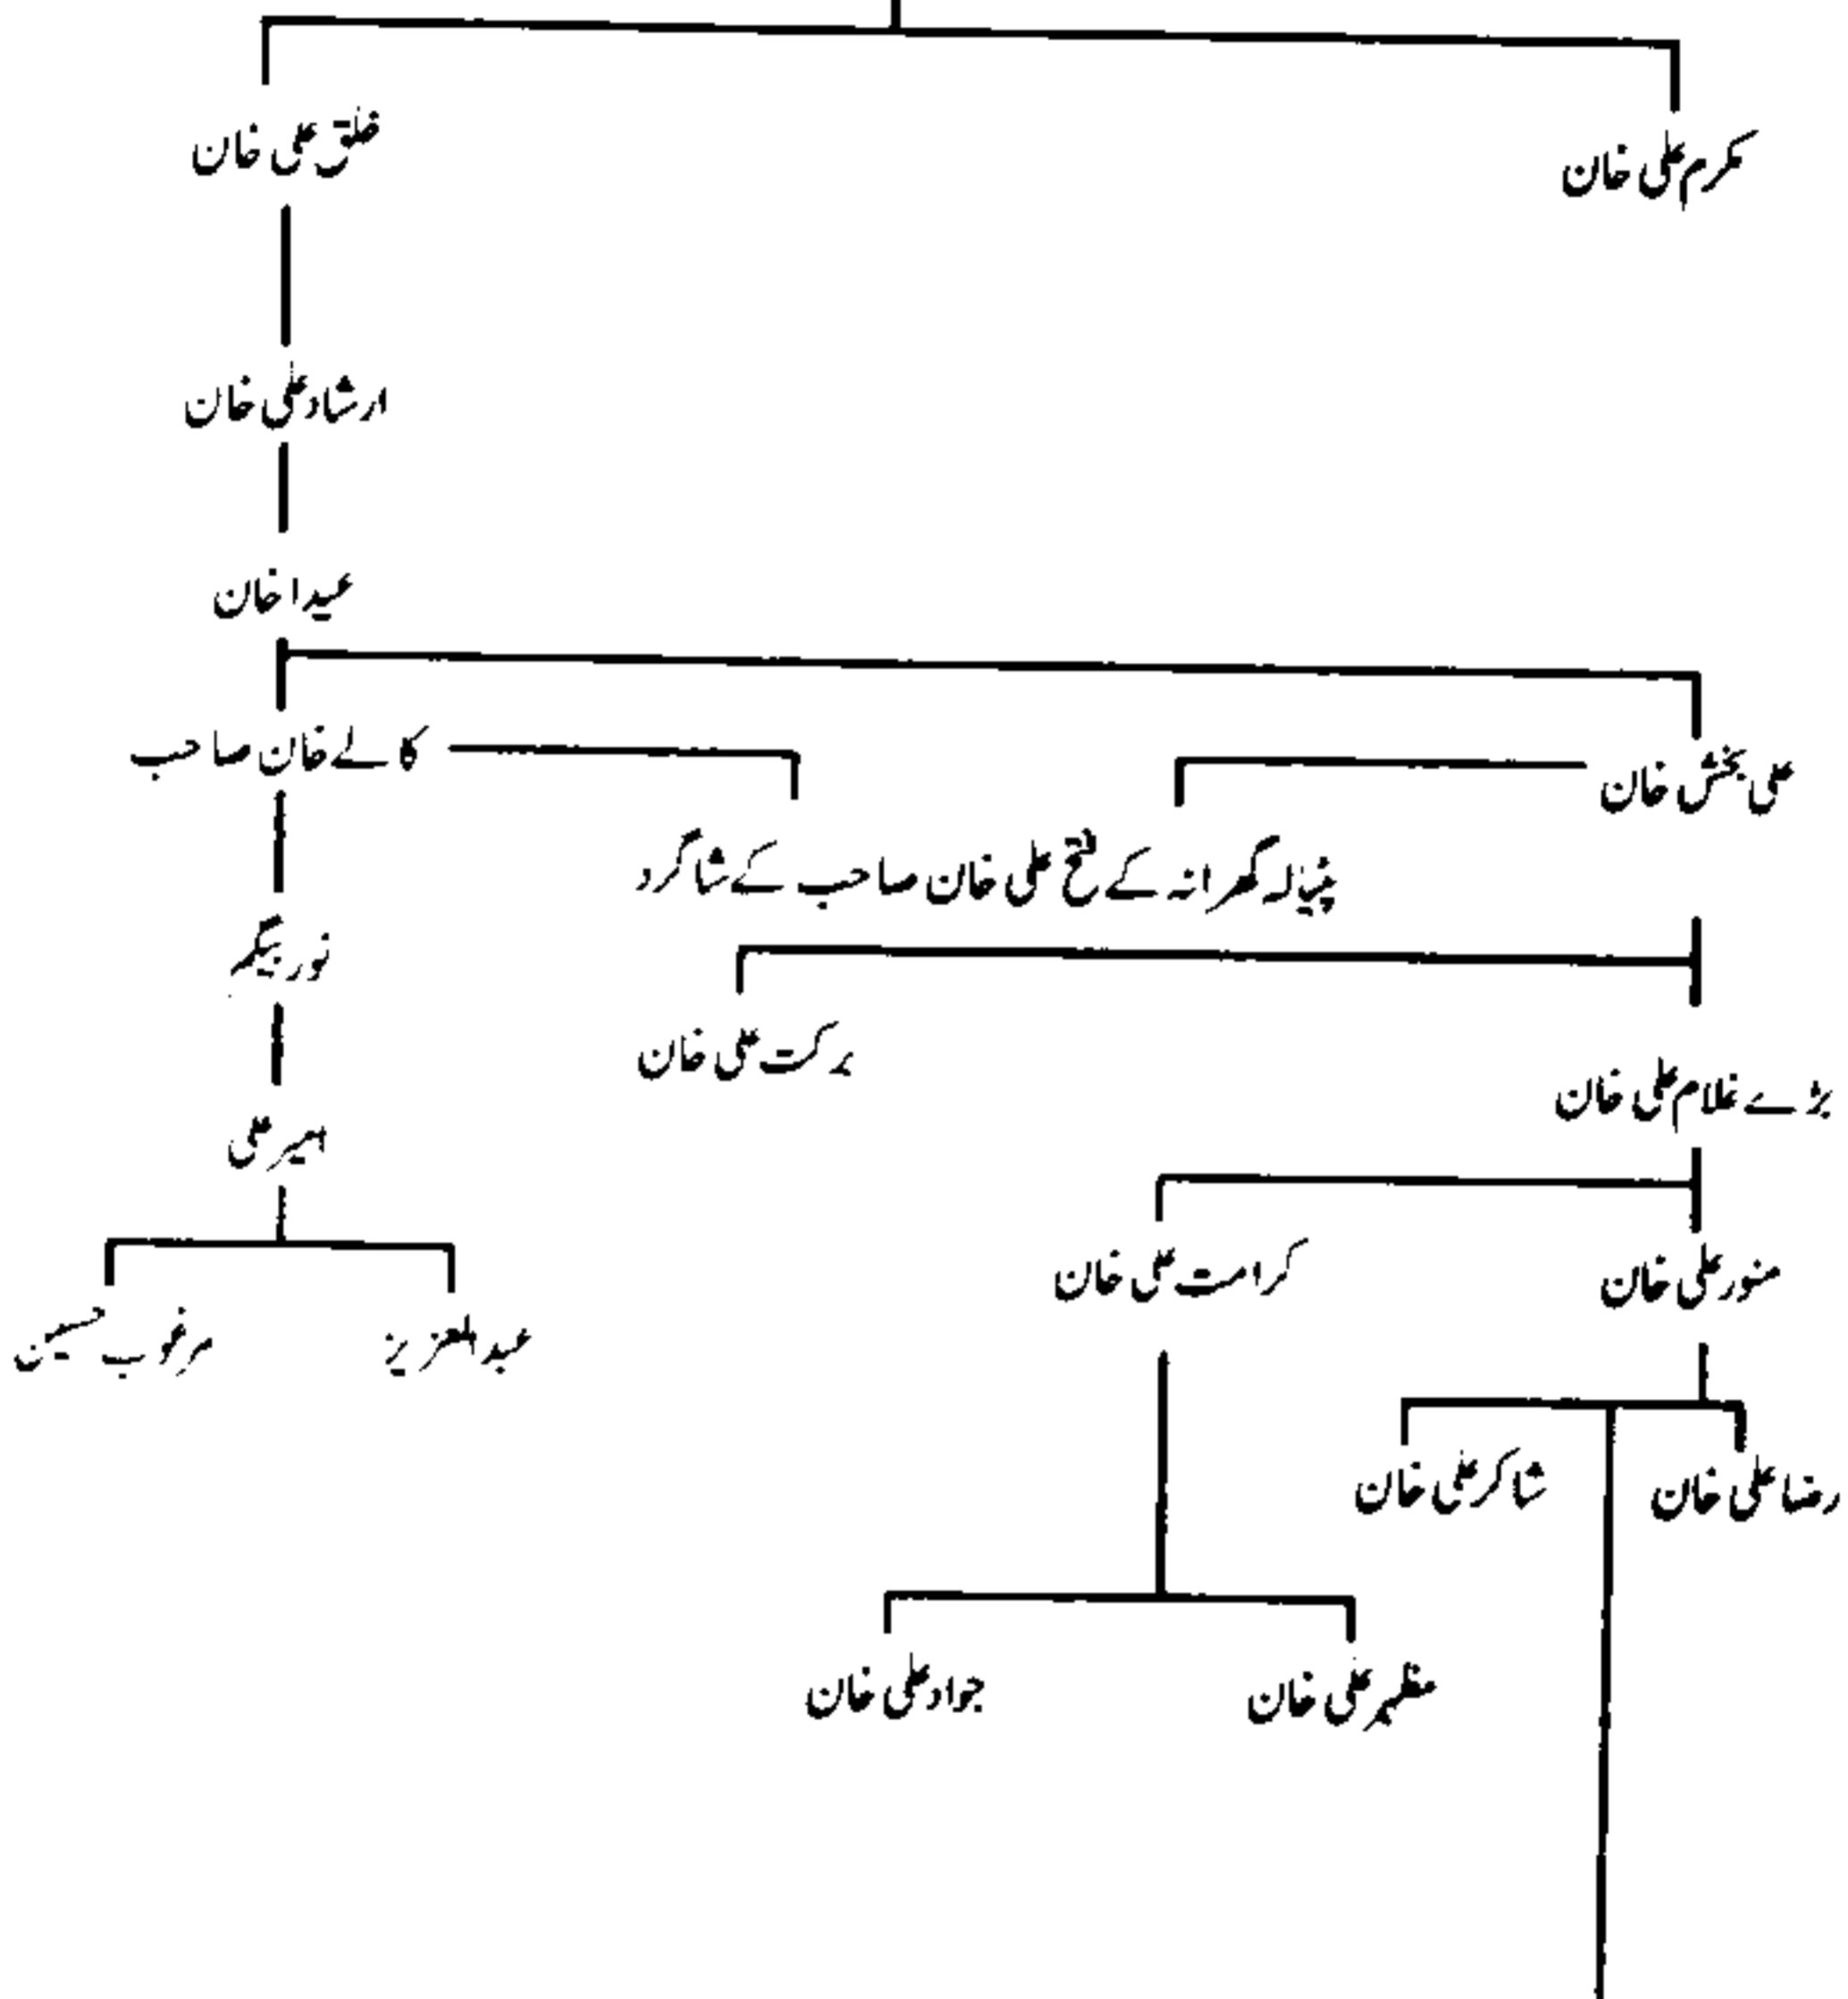 مکرم علی خان
خلق علی خان
ارشاد علی خان
عیدا خان
علی بخش خان
کالے خان صاحب
پٹیالہ گھرانہ کے فتح علی خان صاحب کے شاگرد
برکت علی خان
بڑے غلام علی خان
امیر علی
کرامت علی خان
منور علی خان
عبدالعزیز
مرغوب حسین
رضا علی خان
شاکر علی خان
مظہر علی خان
جواد علی خان